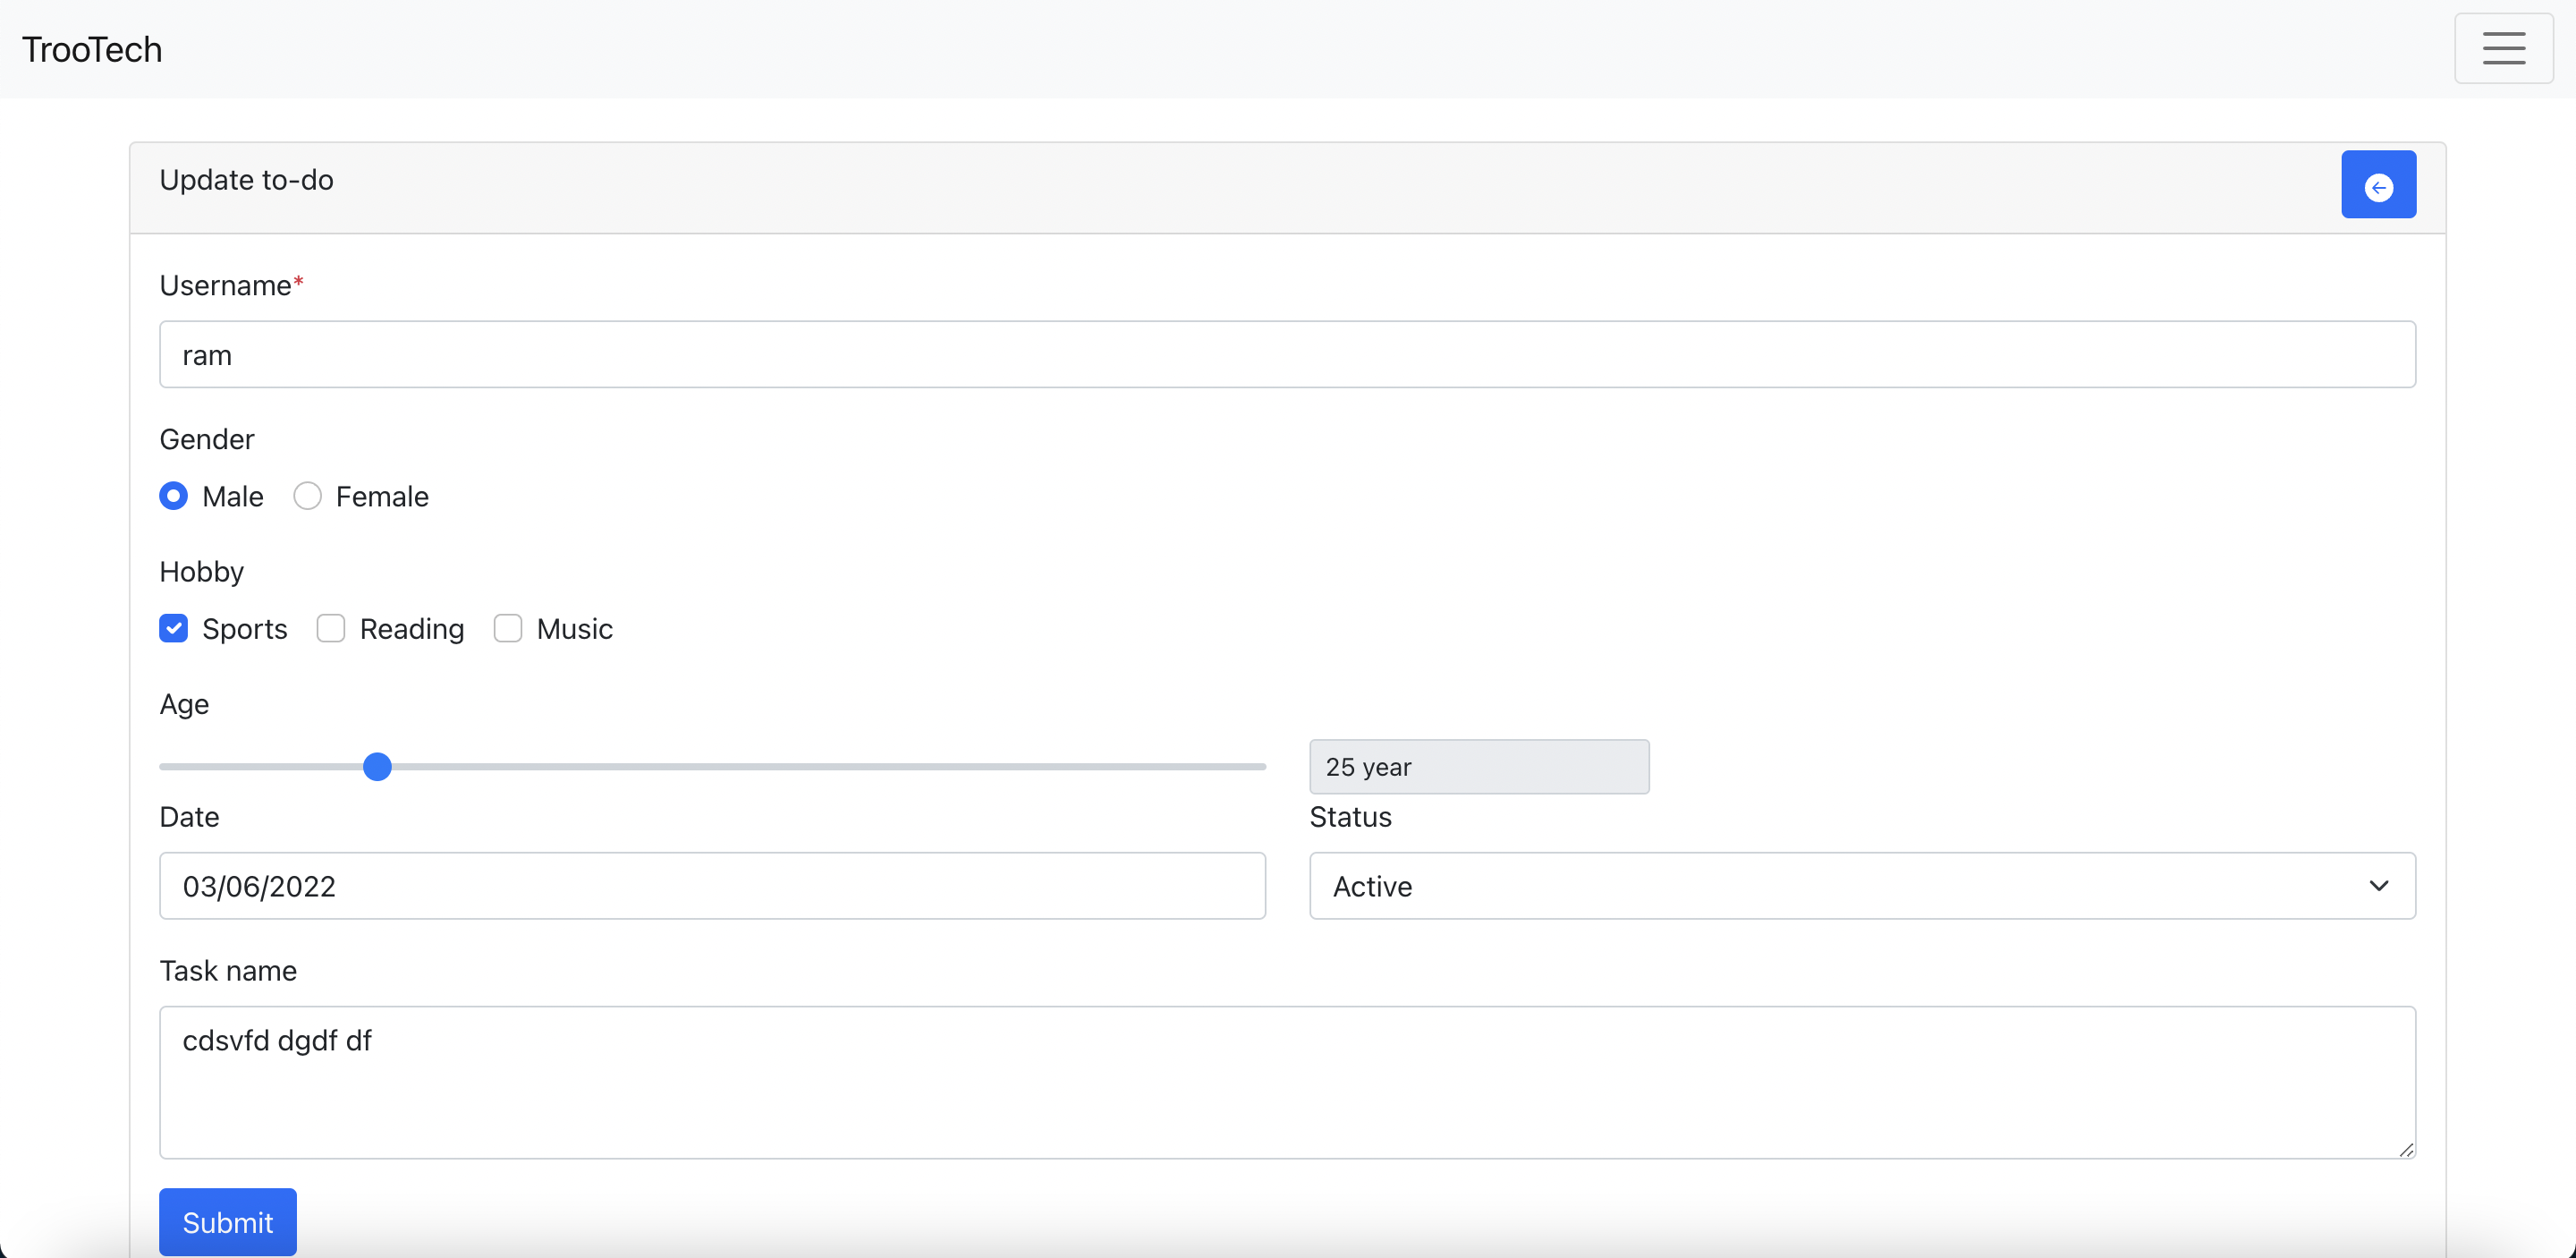 TrooTech
Update to-do
Username*
ram
Gender
Male Female
Hobby
Sports Reading Music
Age
25 year
Date Status
03/06/2022 Active
Task name
cdsvfd dgdf df
Submit